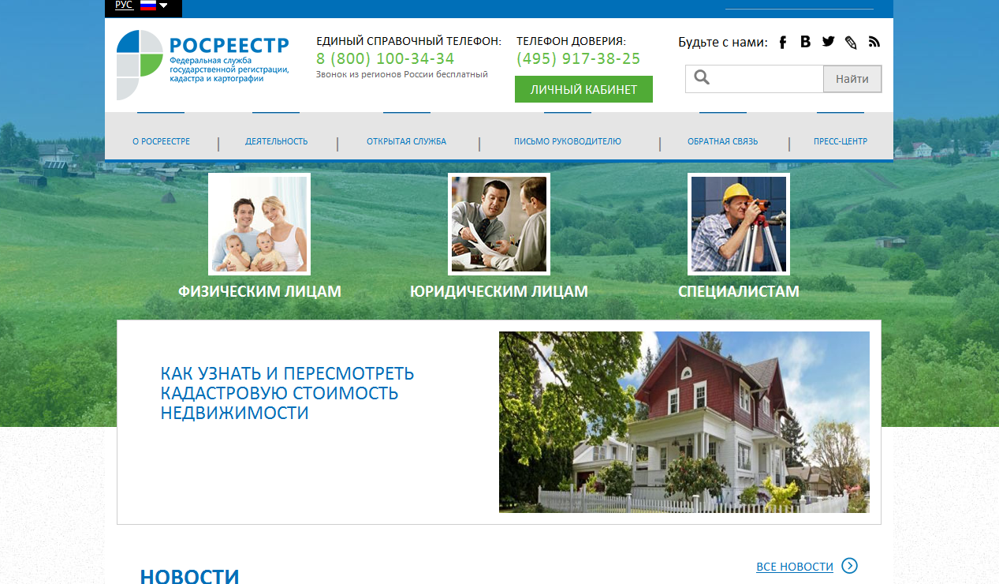 РУС
РОСРЕЕСТР
Федеральная служба
государственной регистрации,
кадастра и картографии
ЕДИНЫЙ СПРАВОЧНЫЙ ТЕЛЕФОН:
8 (800) 100-34-34
Звонок из регионов России бесплатный
ТЕЛЕФОН ДОВЕРИЯ:
(495) 917-38-25
ЛИЧНЫЙ КАБИНЕТ
Будьте с нами:
Найти
О РОСРЕЕСТРЕ
ДЕЯТЕЛЬНОСТЬ
ОТКРЫТАЯ СЛУЖБА
ПИСЬМО РУКОВОДИТЕЛЮ
ОБРАТНАЯ СВЯЗЬ
ПРЕСС-ЦЕНТР
ФИЗИЧЕСКИМ ЛИЦАМ
ЮРИДИЧЕСКИМ ЛИЦАМ
СПЕЦИАЛИСТАМ
КАК УЗНАТЬ И ПЕРЕСМОТРЕТЬ
КАДАСТРОВУЮ СТОИМОСТЬ
НЕДВИЖИМОСТИ
НОВОСТИ
ВСЕ НОВОСТИ